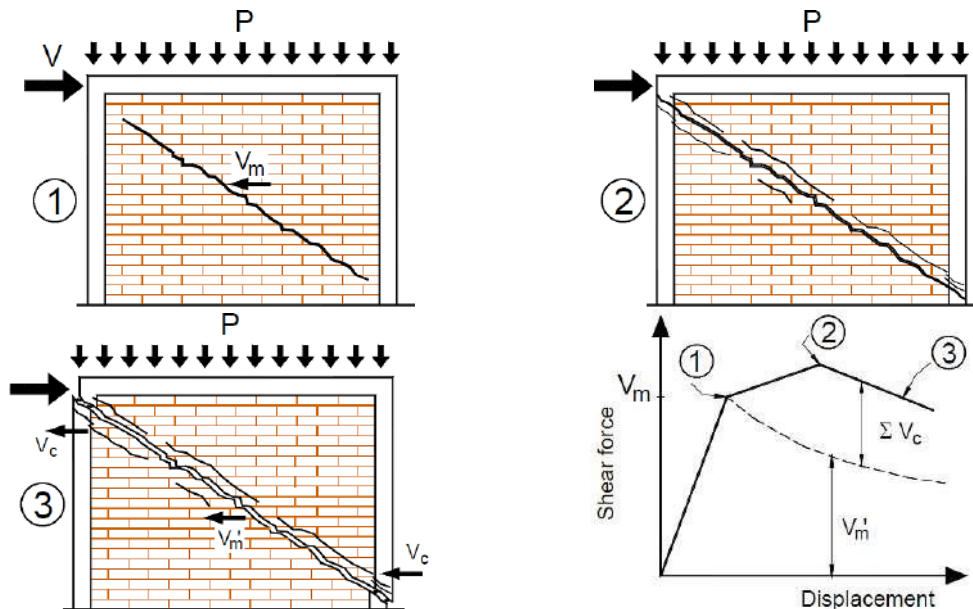 P
V
Vm
1
P
2
P
Vc
V'm
Vc
3
1
2
3
Vm
Σ Vc
V'm
Shear force
Displacement